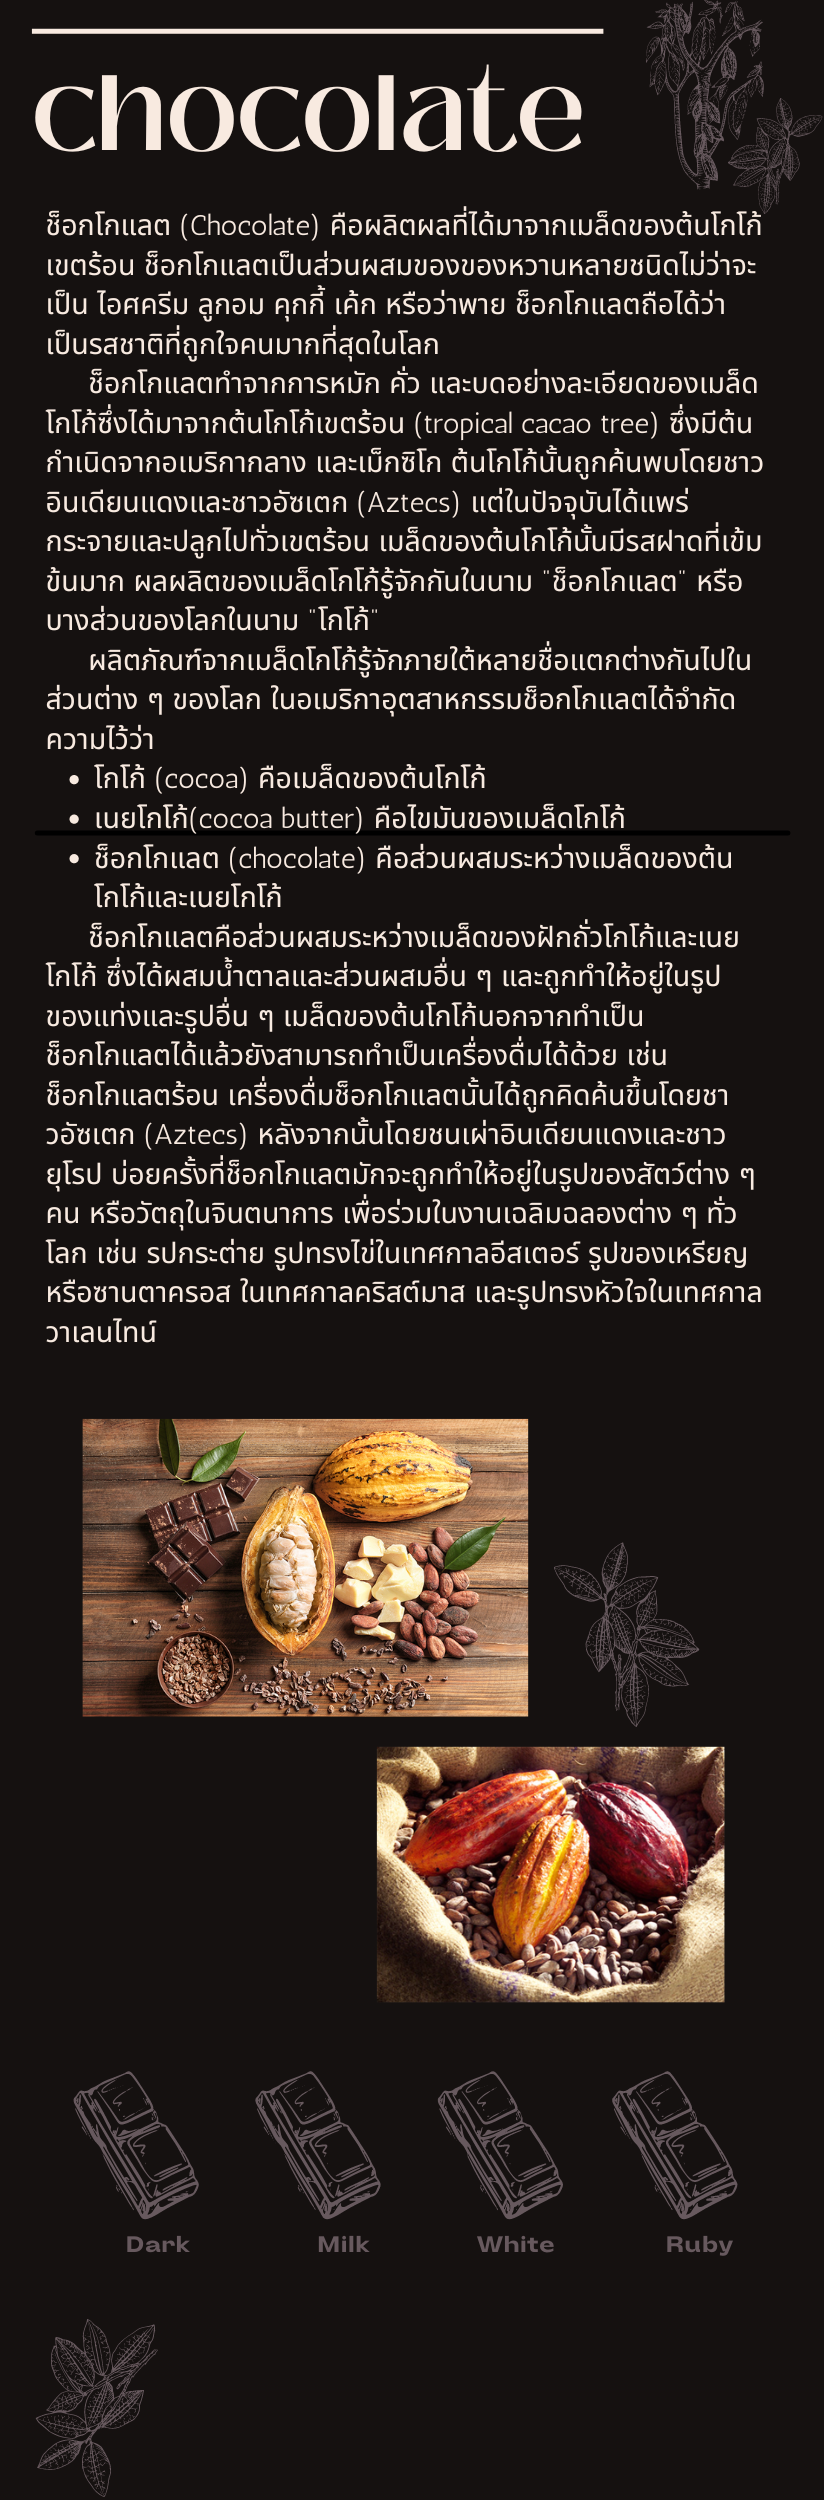 chocolate
ช็อกโกแลต (Chocolate) คือผลิตผลที่ได้มาจากเมล็ดของต้นโกโก้
เขตร้อน ช็อกโกแลตเป็นส่วนผสมของของหวานหลายชนิดไม่ว่าจะ
เป็น ไอศครีม ลูกอม คุกกี้ เค้ก หรือว่าพาย ช็อกโกแลตถือได้ว่า
เป็นรสชาติที่ถูกใจคนมากที่สุดในโลก
ช็อกโกแลตทำจากการหมัก คั่ว และบดอย่างละเอียดของเมล็ด
โกโก้ซึ่งได้มาจากต้นโกโก้เขตร้อน (tropical cacao tree) ซึ่งมีต้น
กำเนิดจากอเมริกากลาง และเม็กซิโก ต้นโกโก้นั้นถูกค้นพบโดยชาว
อินเดียนแดงและชาวอัซเตก (Aztecs) แต่ในปัจจุบันได้แพร่
กระจายและปลูกไปทั่วเขตร้อน เมล็ดของต้นโกโก้นั้นมีรสฝาดที่เข้ม
ข้นมาก ผลผลิตของเมล็ดโกโก้รู้จักกันในนาม "ช็อกโกแลต" หรือ
บางส่วนของโลกในนาม "โกโก้"
ผลิตภัณฑ์จากเมล็ดโกโก้รู้จักภายใต้หลายชื่อแตกต่างกันไปใน
ส่วนต่าง ๆ ของโลก ในอเมริกาอุตสาหกรรมช็อกโกแลตได้จำกัด
ความไว้ว่า
• โกโก้ (cocoa) คือเมล็ดของต้นโกโก้
• เนยโกโก้(cocoa butter) คือไขมันของเมล็ดโกโก้
• ช็อกโกแลต (chocolate) คือส่วนผสมระหว่างเมล็ดของต้น
โกโก้และเนยโกโก้
ช็อกโกแลตคือส่วนผสมระหว่างเมล็ดของฝักถั่วโกโก้และเนย
โกโก้ ซึ่งได้ผสมน้ำตาลและส่วนผสมอื่น ๆ และถูกทำให้อยู่ในรูป
ของแท่งและรูปอื่น ๆ เมล็ดของต้นโกโก้นอกจากทำเป็น
ช็อกโกแลตได้แล้วยังสามารถทำเป็นเครื่องดื่มได้ด้วย เช่น
ช็อกโกแลตร้อน เครื่องดื่มช็อกโกแลตนั้นได้ถูกคิดค้นขึ้นโดยชา
วอัซเตก (Aztecs) หลังจากนั้นโดยชนเผ่าอินเดียนแดงและชาว
ยุโรป บ่อยครั้งที่ช็อกโกแลตมักจะถูกทำให้อยู่ในรูปของสัตว์ต่าง ๆ
คน หรือวัตถุในจินตนาการ เพื่อร่วมในงานเฉลิมฉลองต่าง ๆ ทั่ว
โลก เช่น รปกระต่าย รูปทรงไข่ในเทศกาลอีสเตอร์ รูปของเหรียญ
หรือซานตาครอส ในเทศกาลคริสต์มาส และรูปทรงหัวใจในเทศกาล
วาเลนไทน์
Dark Milk White Ruby